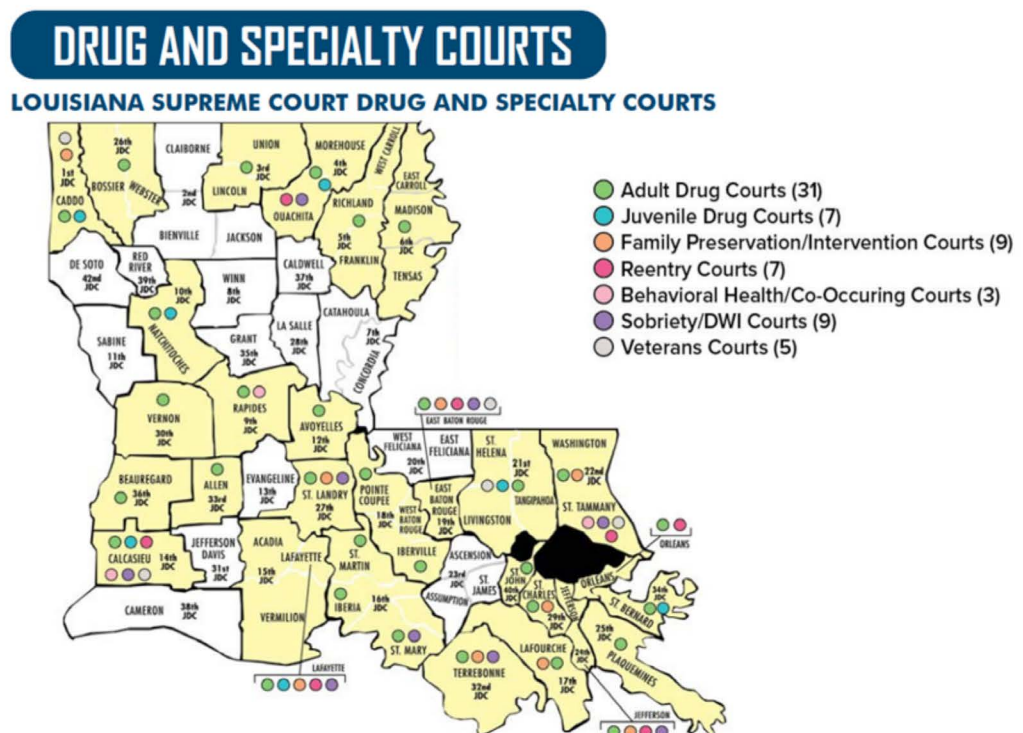 DRUG AND SPECIALTY COURTS
LOUISIANA SUPREME COURT DRUG AND SPECIALTY COURTS
Adult Drug Courts (31)
Juvenile Drug Courts (7)
Family Preservation/Intervention Courts (9)
Reentry Courts (7)
Behavioral Health/Co-Occuring Courts (3)
Sobriety/DWI Courts (9)
Veterans Courts (5)
1st
JDC
CADDO
26th
JDC
BOSSIER
WEBSTER
CLAIBORNE
2nd
JDC
BIENVILLE
JACKSON
UNION
3rd
JDC
LINCOLN
MOREHOUSE
4th
JDC
OUACHITA
WEST CARROLL
EAST
CARROLL
RICHLAND
5th
JDC
FRANKLIN
MADISON
6th
JDC
TENSAS
DE SOTO
42nd
JDC
RED
RIVER
39th
JDC
10th
JDC
NATCHITOCHES
WINN
8th
JDC
CALDWELL
37th
JDC
CATAHOULA
7th
JDC
CONCORDIA
SABINE
11th
JDC
GRANT
35th
JDC
LA SALLE
28th
JDC
VERNON
30th
JDC
RAPIDES
9th
JDC
AVOYELLES
12th
JDC
EAST BATON ROUGE
WEST
FELICIANA
20th
JDC
EAST
FELICIANA
ST.
HELENA
21st
JDC
TANGIPAHOA
LIVINGSTON
WASHINGTON
22nd
JDC
ST. TAMMANY
BEAUREGARD
36th
JDC
ALLEN
33rd
JDC
EVANGELINE
13th
JDC
ST. LANDRY
27th
JDC
POINTE
COUPEE
18th
JDC
WEST
BATON
ROUGE
EAST
BATON
ROUGE
19th
JDC
IBERVILLE
CALCASIEU
14th
JDC
JEFFERSON
DAVIS
31st
JDC
ACADIA
LAFAYETTE
15th
JDC
VERMILION
ST.
MARTIN
IBERIA
16th
JDC
ST. MARY
ASCENSION
23rd
JDC
ST.
JAMES
ASSUMPTION
ST.
JOHN
40th
JDC
ST.
CHARLES
29th
JDC
JEFFERSON
24th
JDC
ORLEANS
ORLEANS
34th
JDC
ST. BERNARD
25th
JDC
PLAQUEMINES
CAMERON
38th
JDC
LAFAYETTE
TERREBONNE
32nd
JDC
LAFOURCHE
17th
JDC
JEFFERSON